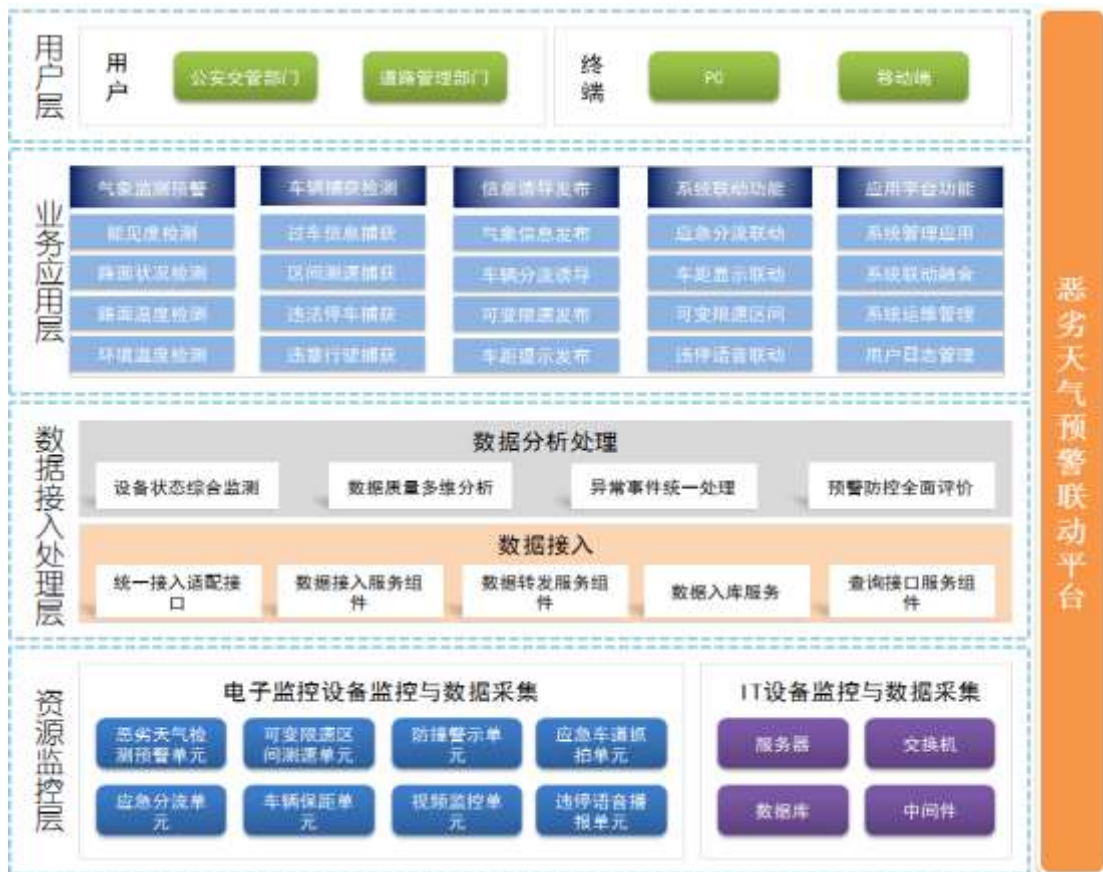 用户层
用户
公安交管部门
道路管理部门
终端
PC
移动端
业务应用层
气象监测预警
车辆捕获检测
信息诱导发布
系统联动功能
应用平台功能
能见度检测
过车信息捕获
气象信息发布
应急分流联动
系统管理应用
路面状况检测
区间测速捕获
车辆分流诱导
车距显示联动
系统联动融合
路面温度检测
违法停车捕获
可变限速发布
可变限速区间
系统运维管理
环境温度检测
违章行驶捕获
车距提示发布
违停语音联动
用户日志管理
数据接入处理层
数据分析处理
设备状态综合监测
数据质量多维分析
异常事件统一处理
预警防控全面评价
数据接入
统一接入适配接
口
数据接入服务组
件
数据转发服务组
件
数据入库服务
查询接口服务组
件
资源监控层
电子监控设备监控与数据采集
恶劣天气检
测预警单元
可变限速区
间测速单元
防撞警示单
元
应急车道抓
拍单元
应急分流单
元
车辆保距单
元
视频监控单
元
违停语音播
报单元
IT设备监控与数据采集
服务器
交换机
数据库
中间件
恶劣天气预警联动平台